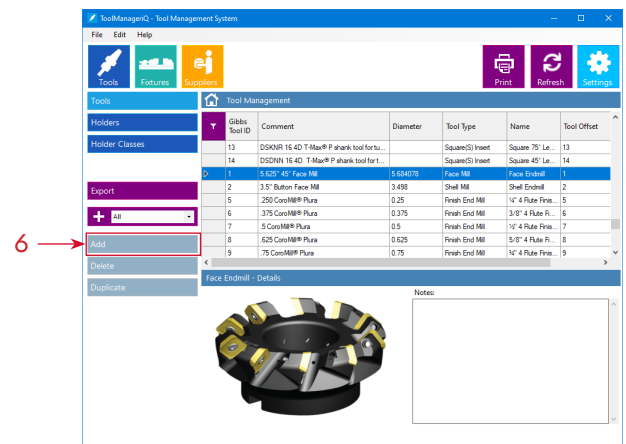 ToolManageriQ - Tool Management System
File Edit Help
Tools Fixtures Suppliers Print Refresh Settings
Tools
Holders
Holder Classes
Export
All
6
Add
Delete
Duplicate
Tool Management
Gibbs Tool ID Comment Diameter Tool Type Name Tool Offset
13 DSKNR 16 4D T-Max® P shank tool for tu... Square(S) Insert Square 75° Le... 13
14 DSDNN 16 4D T-Max® P shank tool for t... Square(S) Insert Square 45° Le... 14
1 5.625" 45° Face Mill 5.684078 Face Mill Face Endmill 1
2 3.5" Button Face Mill 3.498 Shell Mill Shell Endmill 2
5 .250 CoroMill® Plura 0.25 Finish End Mill ¼" 4 Flute Finis... 5
6 .375 CoroMill® Plura 0.375 Finish End Mill 3/8" 4 Flute Fi... 6
7 .5 CoroMill® Plura 0.5 Finish End Mill ½" 4 Flute Finis... 7
8 .625 CoroMill® Plura 0.625 Finish End Mill 5/8" 4 Flute Fi... 8
9 .75 CoroMill® Plura 0.75 Finish End Mill ¾" 4 Flute Finis... 9
Face Endmill - Details
Notes: